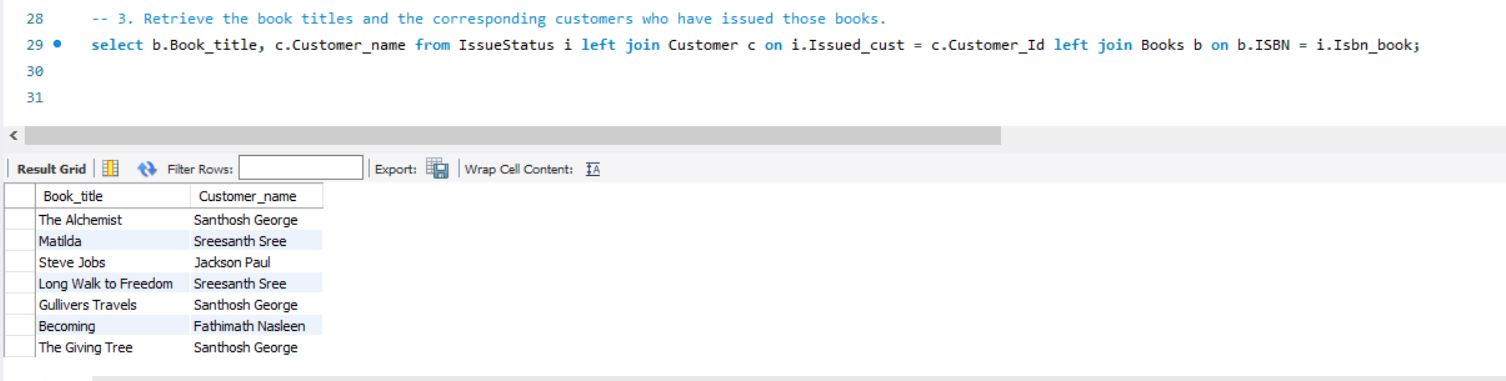 28 -- 3. Retrieve the book titles and the corresponding customers who have issued those books.
29 select b.Book_title, c.Customer_name from IssueStatus i left join Customer c on i.Issued_cust = c.Customer_Id left join Books b on b.ISBN = i.Isbn_book;
30
31
Result Grid Filter Rows: Export: Wrap Cell Content: IA
Book_title Customer_name
The Alchemist Santhosh George
Matilda Sreesanth Sree
Steve Jobs Jackson Paul
Long Walk to Freedom Sreesanth Sree
Gullivers Travels Santhosh George
Becoming Fathimath Nasleen
The Giving Tree Santhosh George